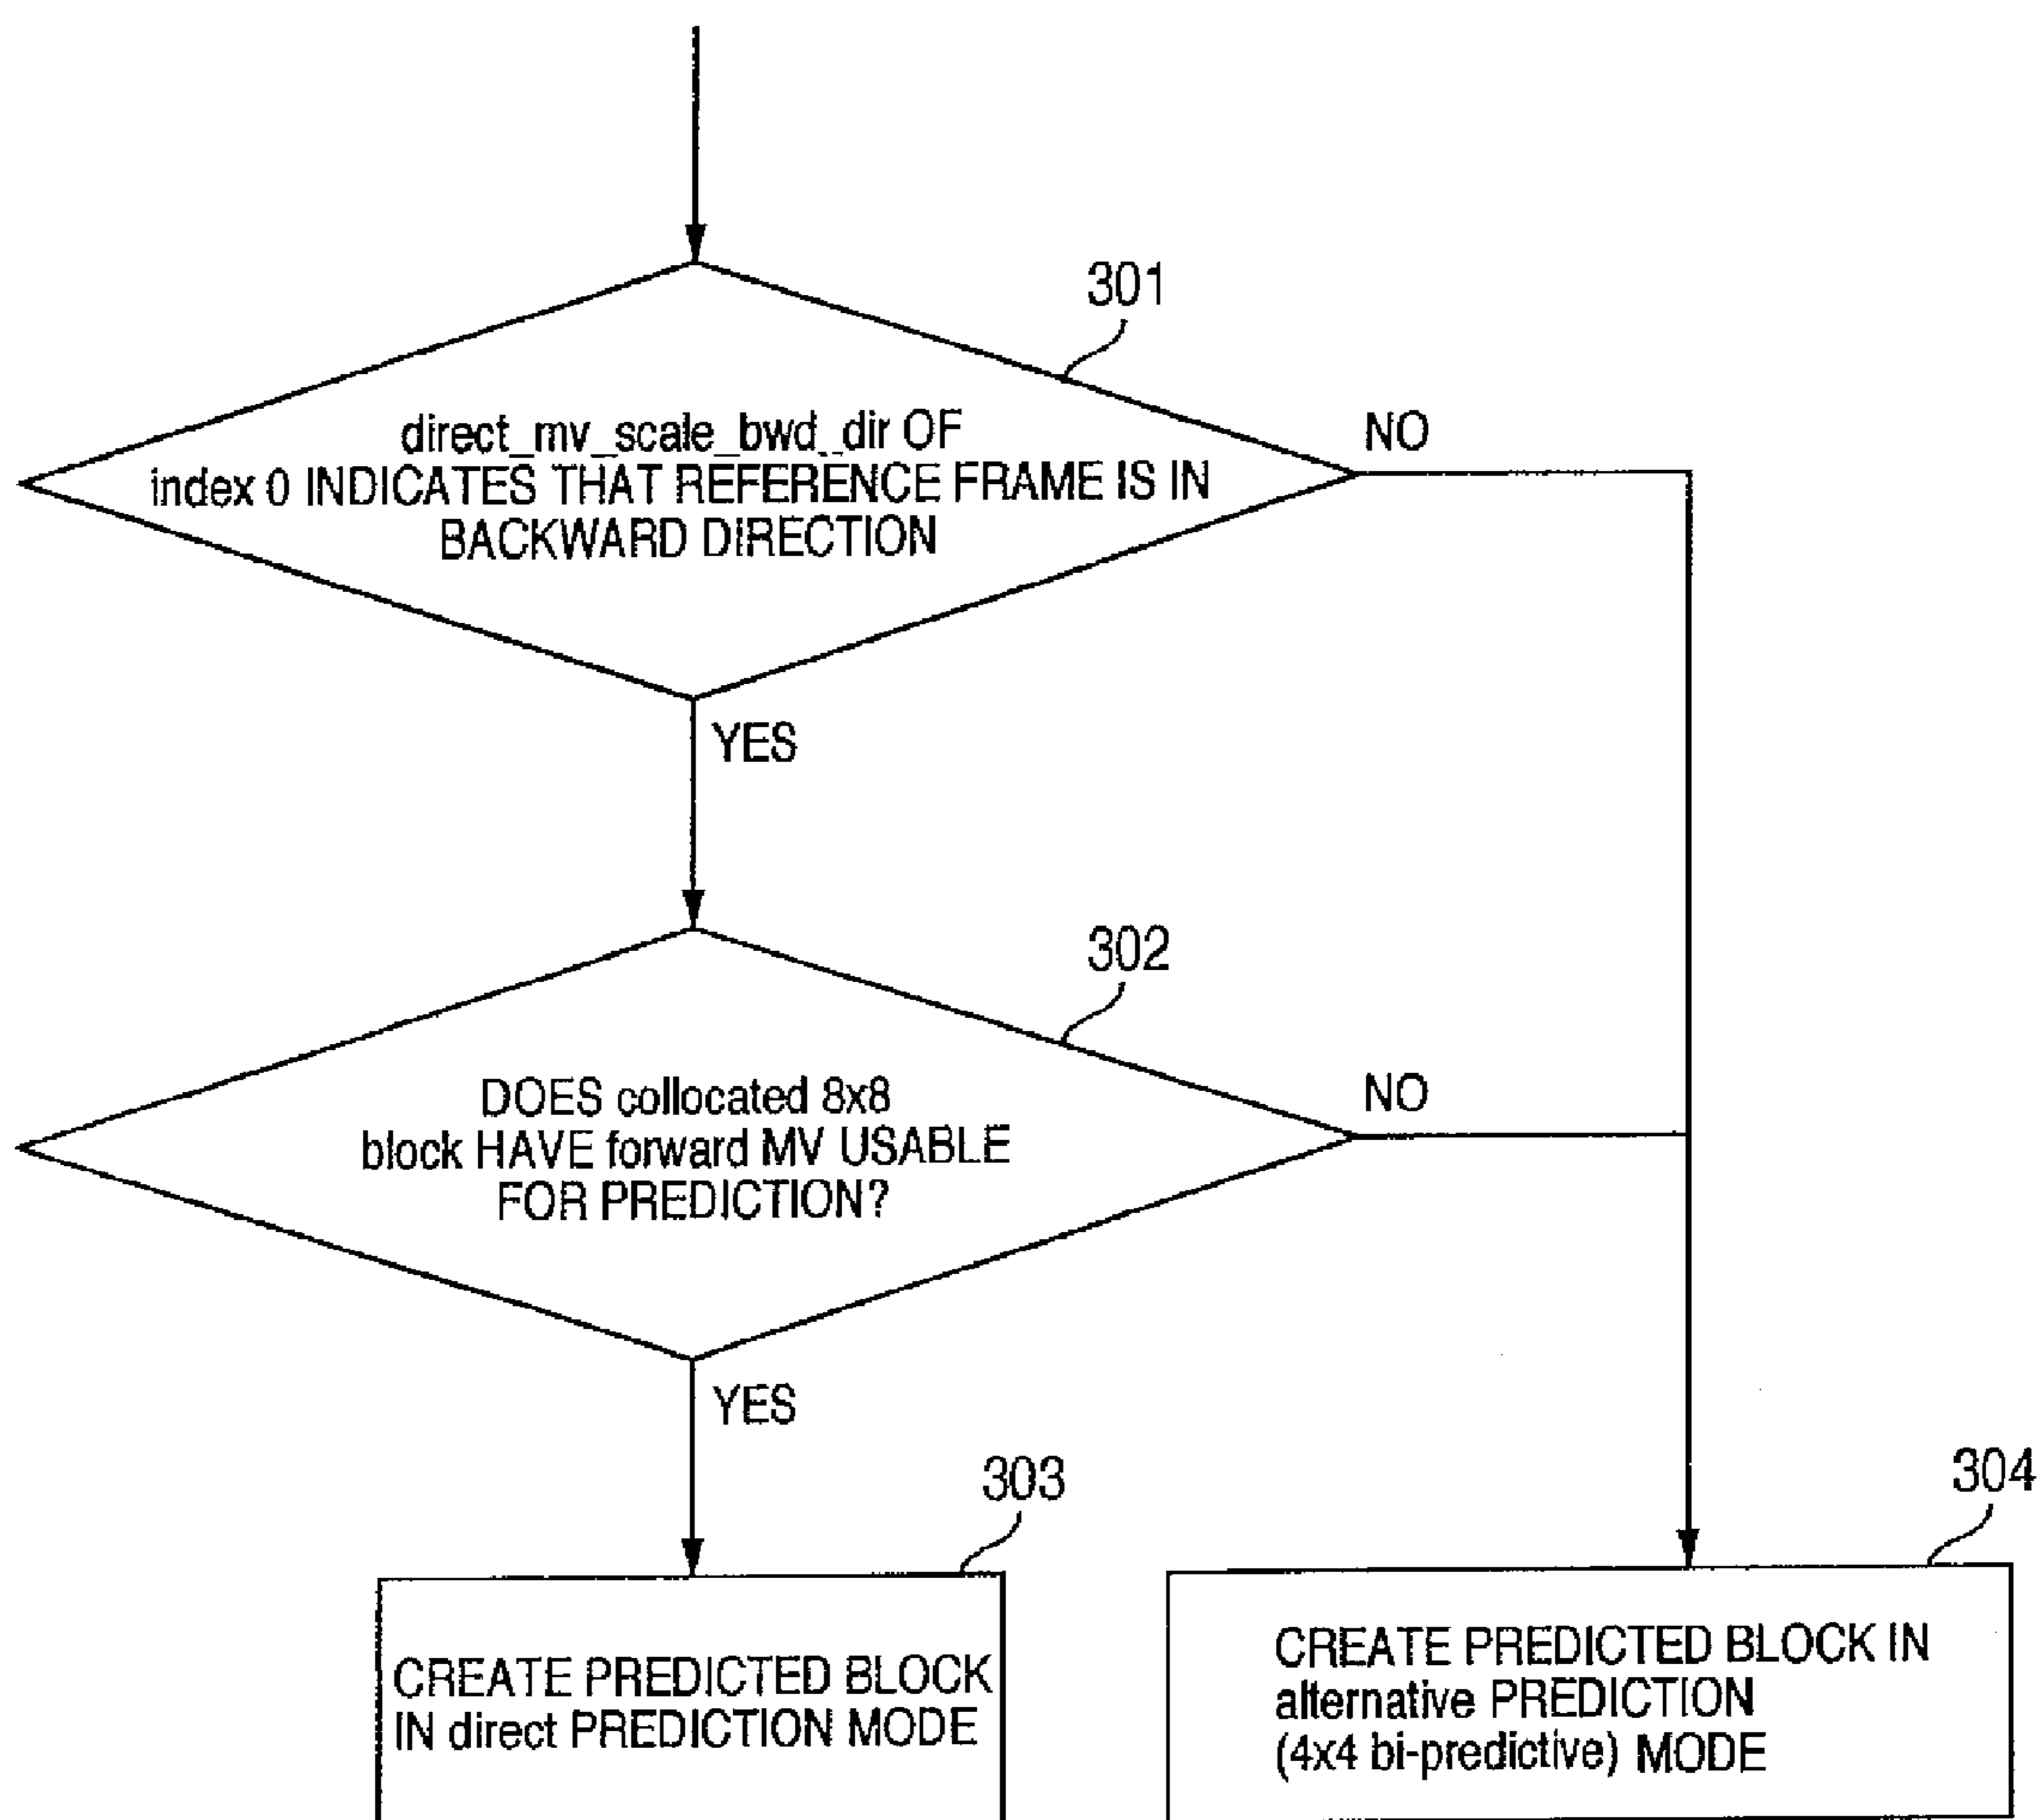 301
direct_mv_scale_bwd_dir OF
index 0 INDICATES THAT REFERENCE FRAME IS IN
BACKWARD DIRECTION
NO
YES
302
DOES collocated 8x8
block HAVE forward MV USABLE
FOR PREDICTION?
NO
YES
303
CREATE PREDICTED BLOCK
IN direct PREDICTION MODE
304
CREATE PREDICTED BLOCK IN
alternative PREDICTION
(4x4 bi-predictive) MODE